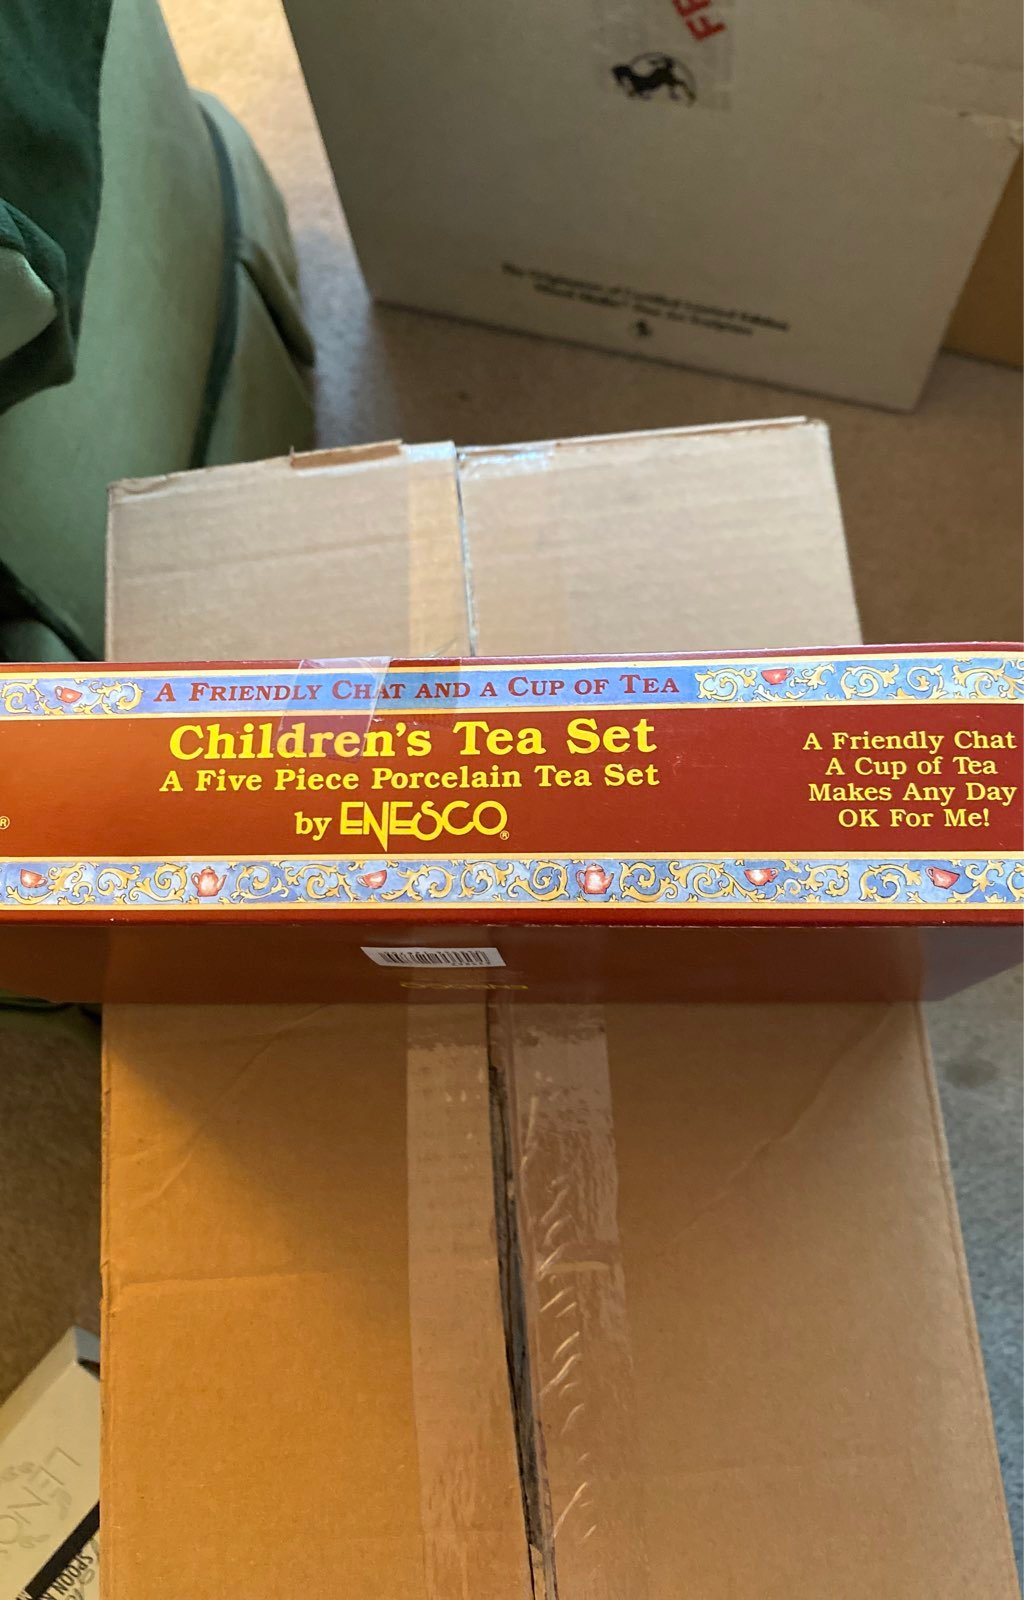 A FRIENDLY CHAT AND A CUP OF TEA
Children's Tea Set
A Five Piece Porcelain Tea Set
by ENESCO®
®
A Friendly Chat
A Cup of Tea
Makes Any Day
OK For Me!
SPOON